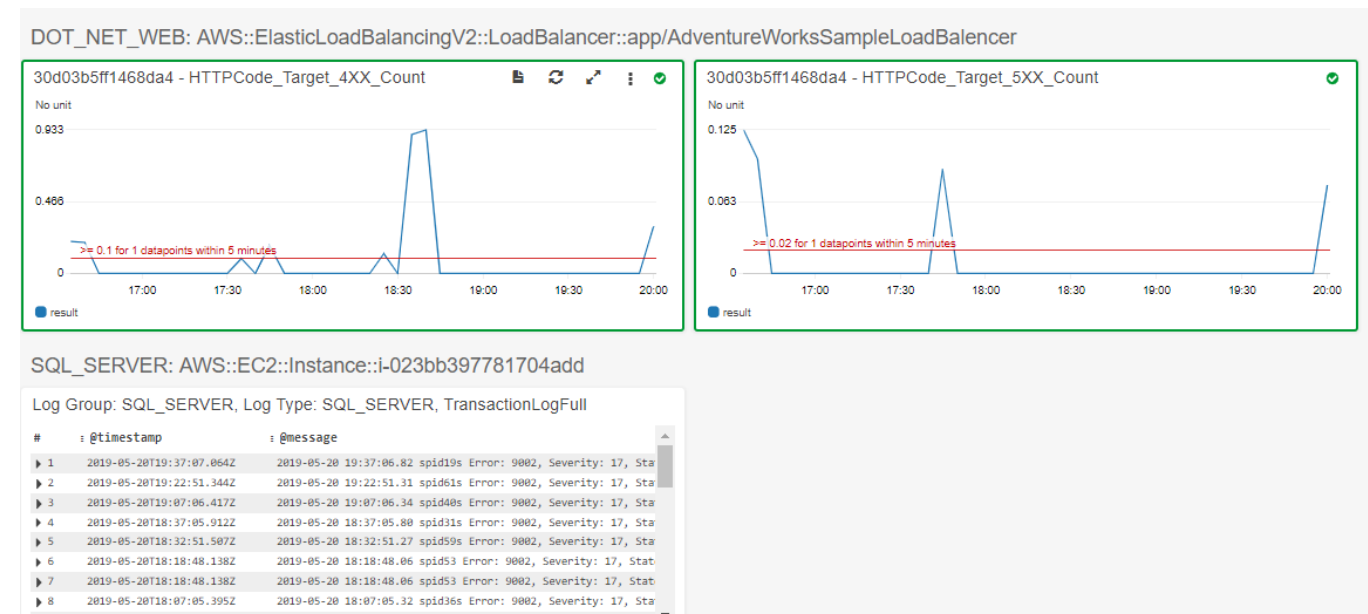 DOT_NET_WEB: AWS::ElasticLoadBalancingV2::LoadBalancer::app/AdventureWorksSampleLoadBalencer
30d03b5ff1468da4 - HTTPCode_Target_4XX_Count
No unit
0.933
0.466
>= 0.1 for 1 datapoints within 5 minutes
0
17:00 17:30 18:00 18:30 19:00 19:30 20:00
result
30d03b5ff1468da4 - HTTPCode_Target_5XX_Count
No unit
0.125
0.063
>= 0.02 for 1 datapoints within 5 minutes
0
17:00 17:30 18:00 18:30 19:00 19:30 20:00
result
SQL_SERVER: AWS::EC2::Instance::i-023bb397781704add
Log Group: SQL_SERVER, Log Type: SQL_SERVER, TransactionLogFull
# : @timestamp : @message
1 2019-05-20T19:37:07.064Z 2019-05-20 19:37:06.82 spid19s Error: 9002, Severity: 17, Sta
2 2019-05-20T19:22:51.344Z 2019-05-20 19:22:51.31 spid61s Error: 9002, Severity: 17, Sta
3 2019-05-20T19:07:06.417Z 2019-05-20 19:07:06.34 spid40s Error: 9002, Severity: 17, Sta
4 2019-05-20T18:37:05.912Z 2019-05-20 18:37:05.80 spid31s Error: 9002, Severity: 17, Sta
5 2019-05-20T18:32:51.507Z 2019-05-20 18:32:51.27 spid59s Error: 9002, Severity: 17, Sta
6 2019-05-20T18:18:48.138Z 2019-05-20 18:18:48.06 spid53 Error: 9002, Severity: 17, Stat
7 2019-05-20T18:18:48.138Z 2019-05-20 18:18:48.06 spid53 Error: 9002, Severity: 17, Stat
8 2019-05-20T18:07:05.395Z 2019-05-20 18:07:05.32 spid36s Error: 9002, Severity: 17, Sta